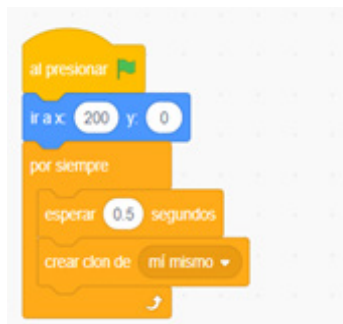 al presionar
ir a x: 200 y: 0
por siempre
esperar 0.5 segundos
crear clon de mí mismo